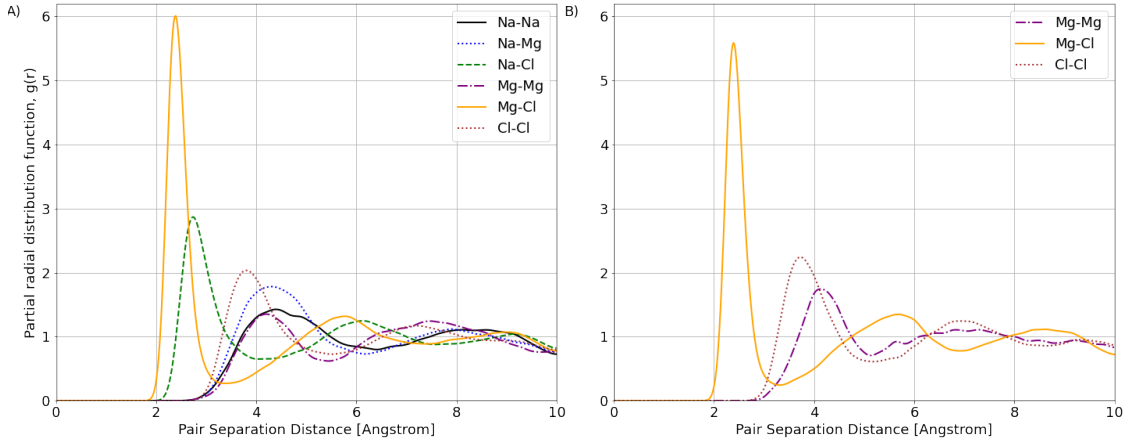 A)
Partial radial distribution function, g(r)
6
5
4
3
2
1
0
0 2 4 6 8 10
Pair Separation Distance [Angstrom]
Na-Na
Na-Mg
Na-Cl
Mg-Mg
Mg-Cl
Cl-Cl
B)
6
5
4
3
2
1
0
0 2 4 6 8 10
Pair Separation Distance [Angstrom]
Mg-Mg
Mg-Cl
Cl-Cl